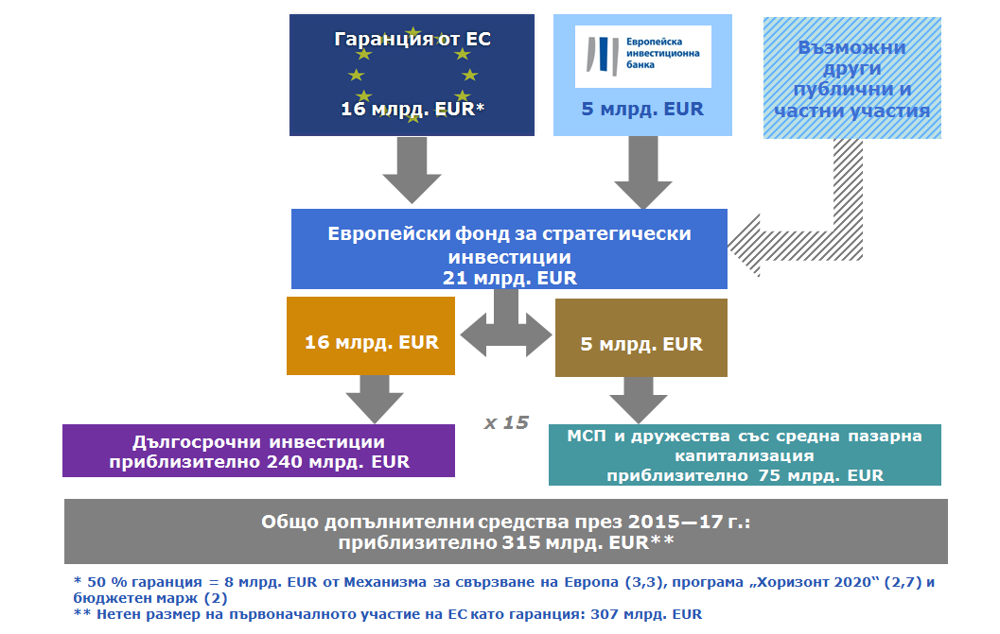 Гаранция от ЕС
16 млрд. EUR*
Европейска
инвестиционна
банка
5 млрд. EUR
Възможни
други
публични и
частни участия
Европейски фонд за стратегически
инвестиции
21 млрд. EUR
16 млрд. EUR
5 млрд. EUR
x 15
Дългосрочни инвестиции
приблизително 240 млрд. EUR
МСП и дружества със средна пазарна
капитализация
приблизително 75 млрд. EUR
Общо допълнителни средства през 2015—17 г.:
приблизително 315 млрд. EUR**
* 50 % гаранция = 8 млрд. EUR от Механизма за свързване на Европа (3,3), програма „Хоризонт 2020‟ (2,7) и
бюджетен марж (2)
** Нетен размер на първоначалното участие на ЕС като гаранция: 307 млрд. EUR